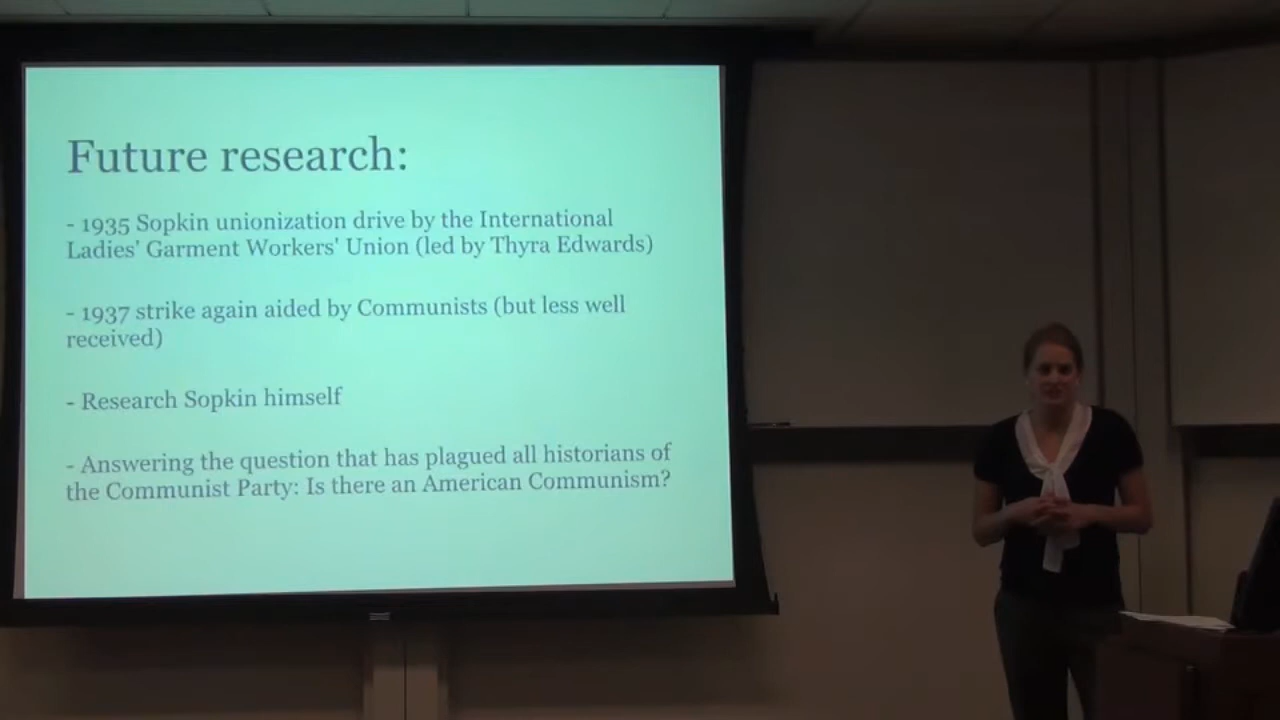 Future research:
- 1935 Sopkin unionization drive by the International
Ladies' Garment Workers' Union (led by Thyra Edwards)
- 1937 strike again aided by Communists (but less well
received)
- Research Sopkin himself
- Answering the question that has plagued all historians of
the Communist Party: Is there an American Communism?